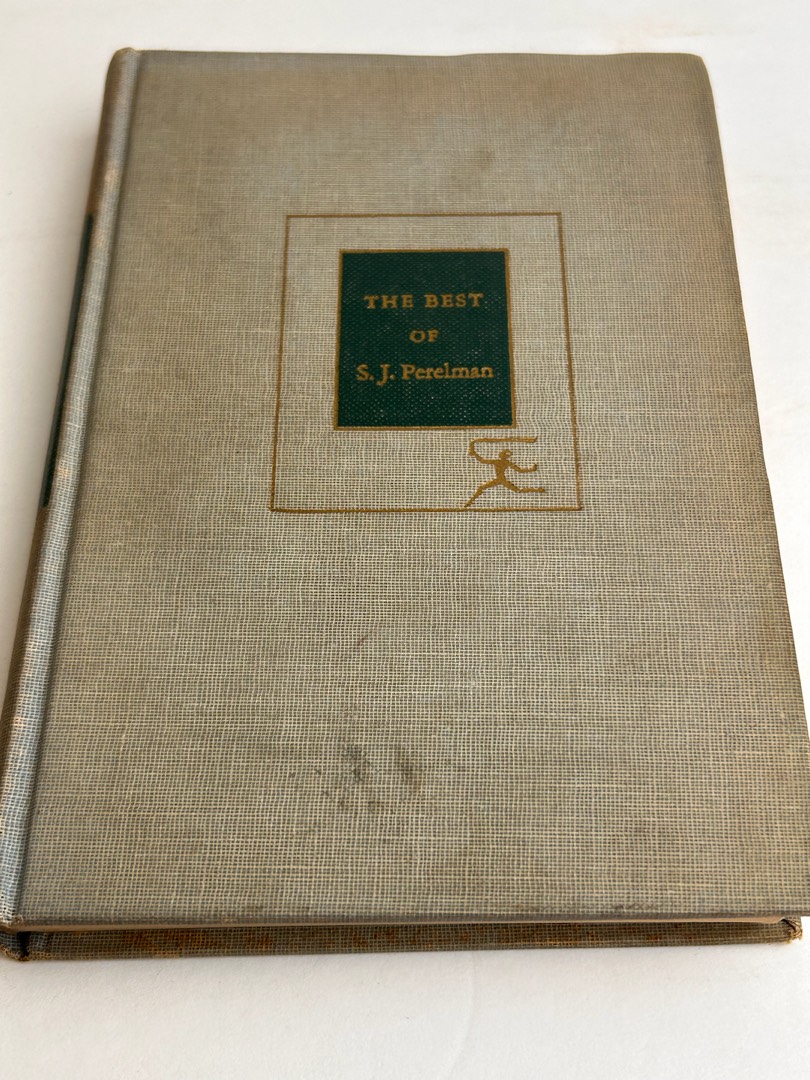 THE BEST
OF
S. J. Perelman